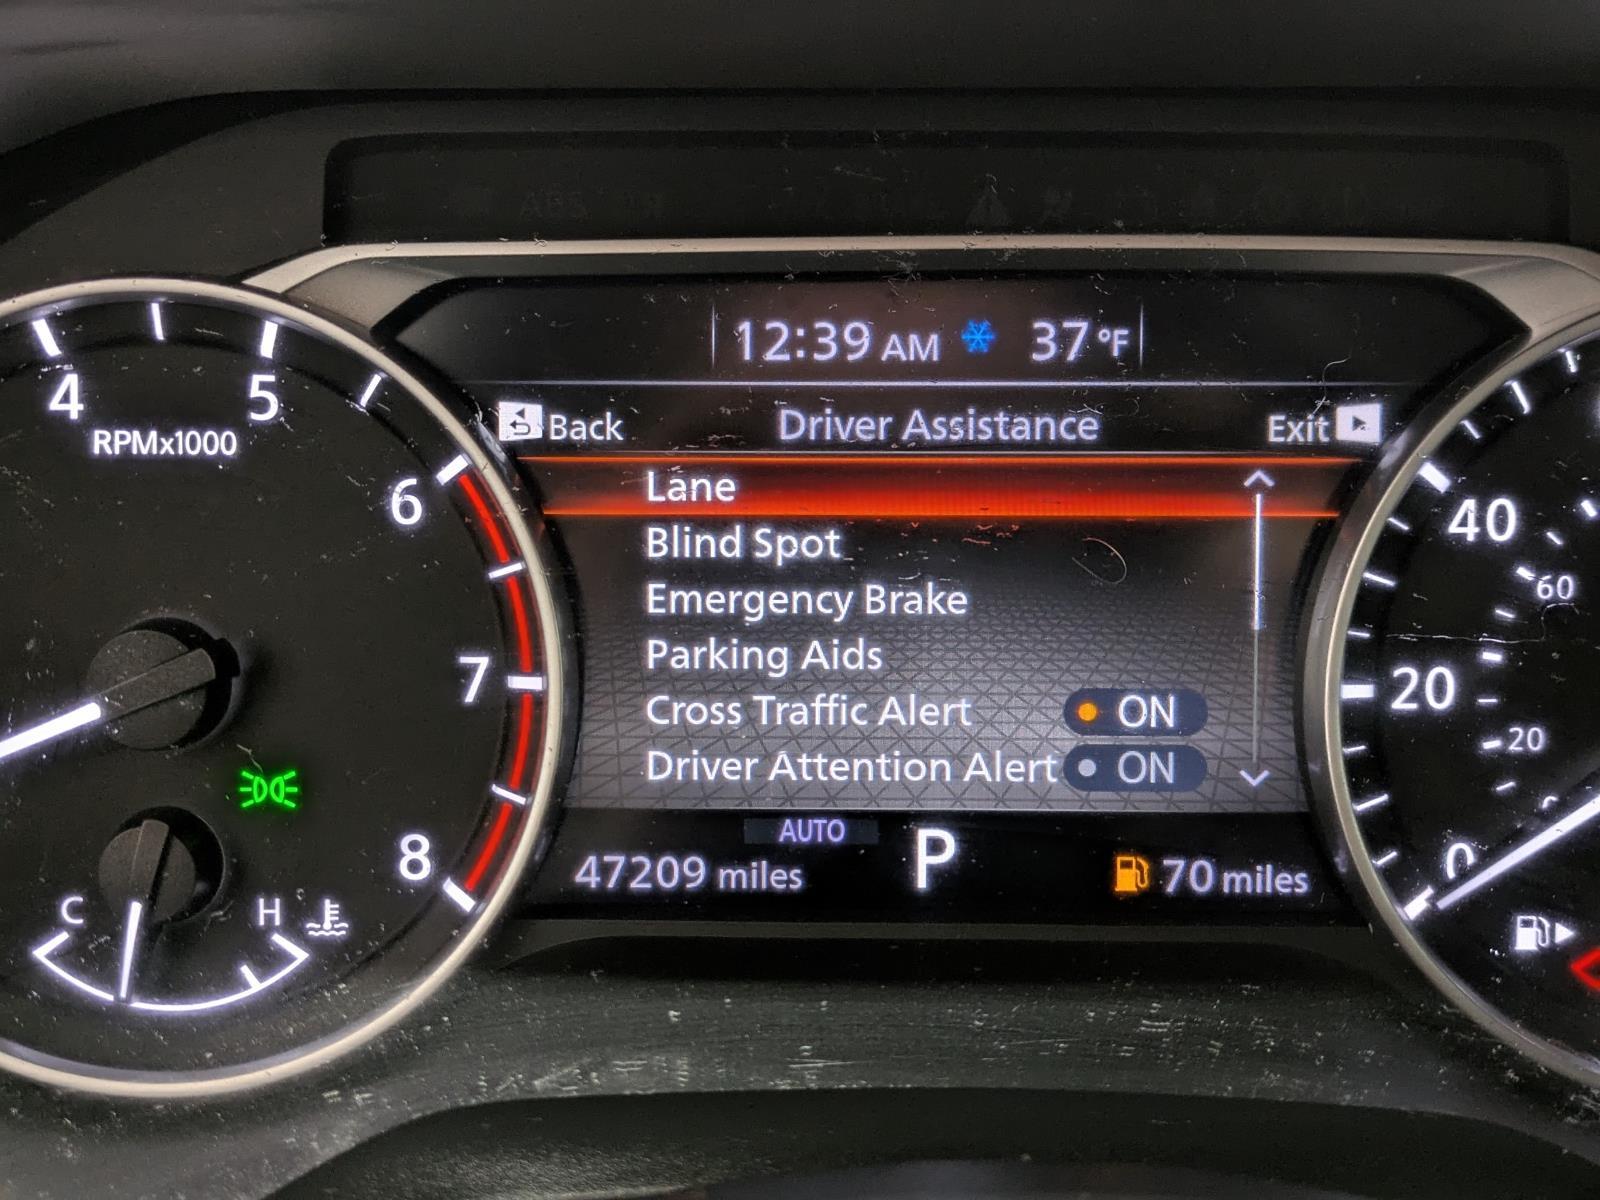 12:39 AM 37 °F
Back Driver Assistance Exit
Lane
Blind Spot
Emergency Brake
Parking Aids
Cross Traffic Alert ON
Driver Attention Alert ON
AUTO
47209 miles P 70 miles
4 5
RPMx1000
6
7
8
C H
40
60
20
20
0
ABS